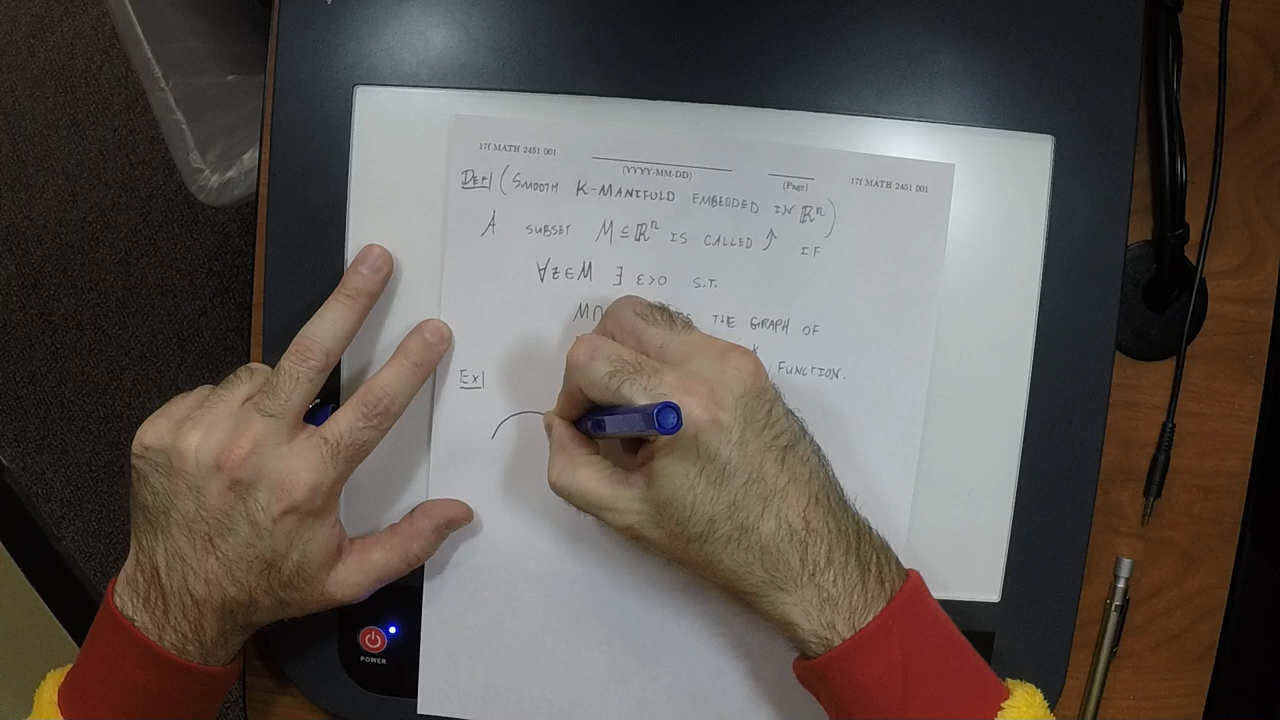 17f MATH 2451 001
(YYYY-MM-DD)
(Page)
17f MATH 2451 001
DEF (SMOOTH K-MANIFOLD EMBEDDED IN ℝⁿ)
A SUBSET M ⊆ ℝⁿ IS CALLED ↑ IF
∀z∈M ∃ ε>0 S.T.
M∩ THE GRAPH OF
k FUNCTION.
EX
POWER